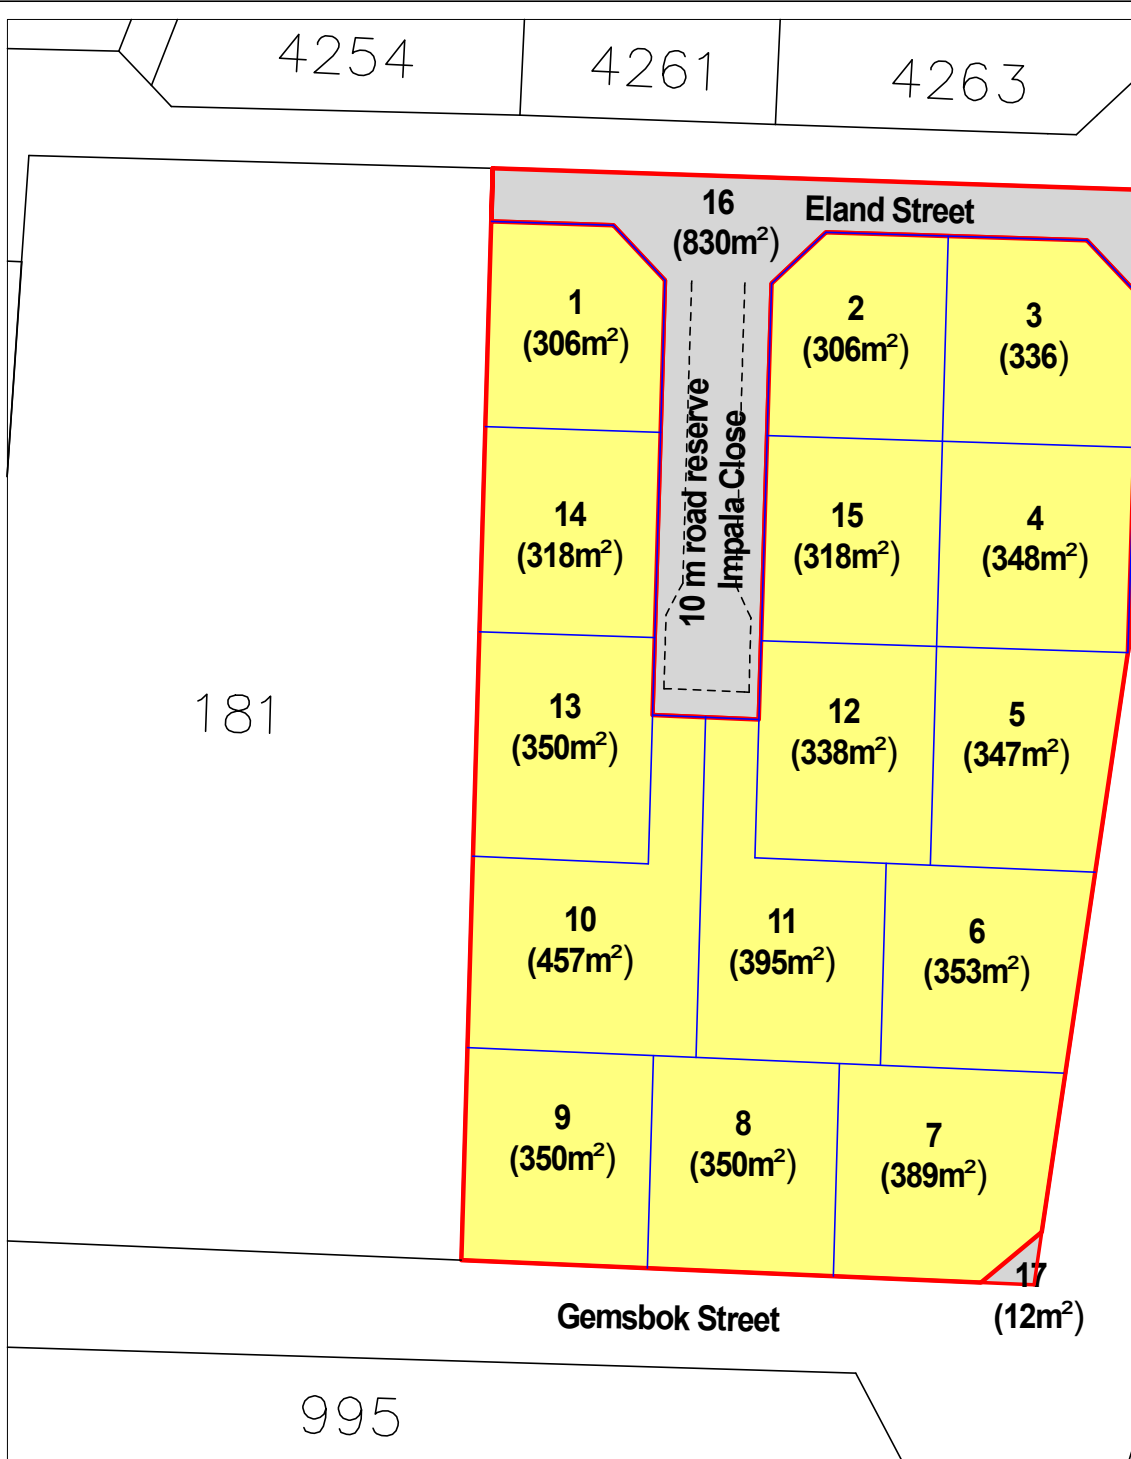 4254
4261
4263
16
(830m²)
Eland Street
1
(306m²)
2
(306m²)
3
(336)
10 m road reserve
Impala Close
14
(318m²)
15
(318m²)
4
(348m²)
181
13
(350m²)
12
(338m²)
5
(347m²)
10
(457m²)
11
(395m²)
6
(353m²)
9
(350m²)
8
(350m²)
7
(389m²)
17
(12m²)
Gemsbok Street
995